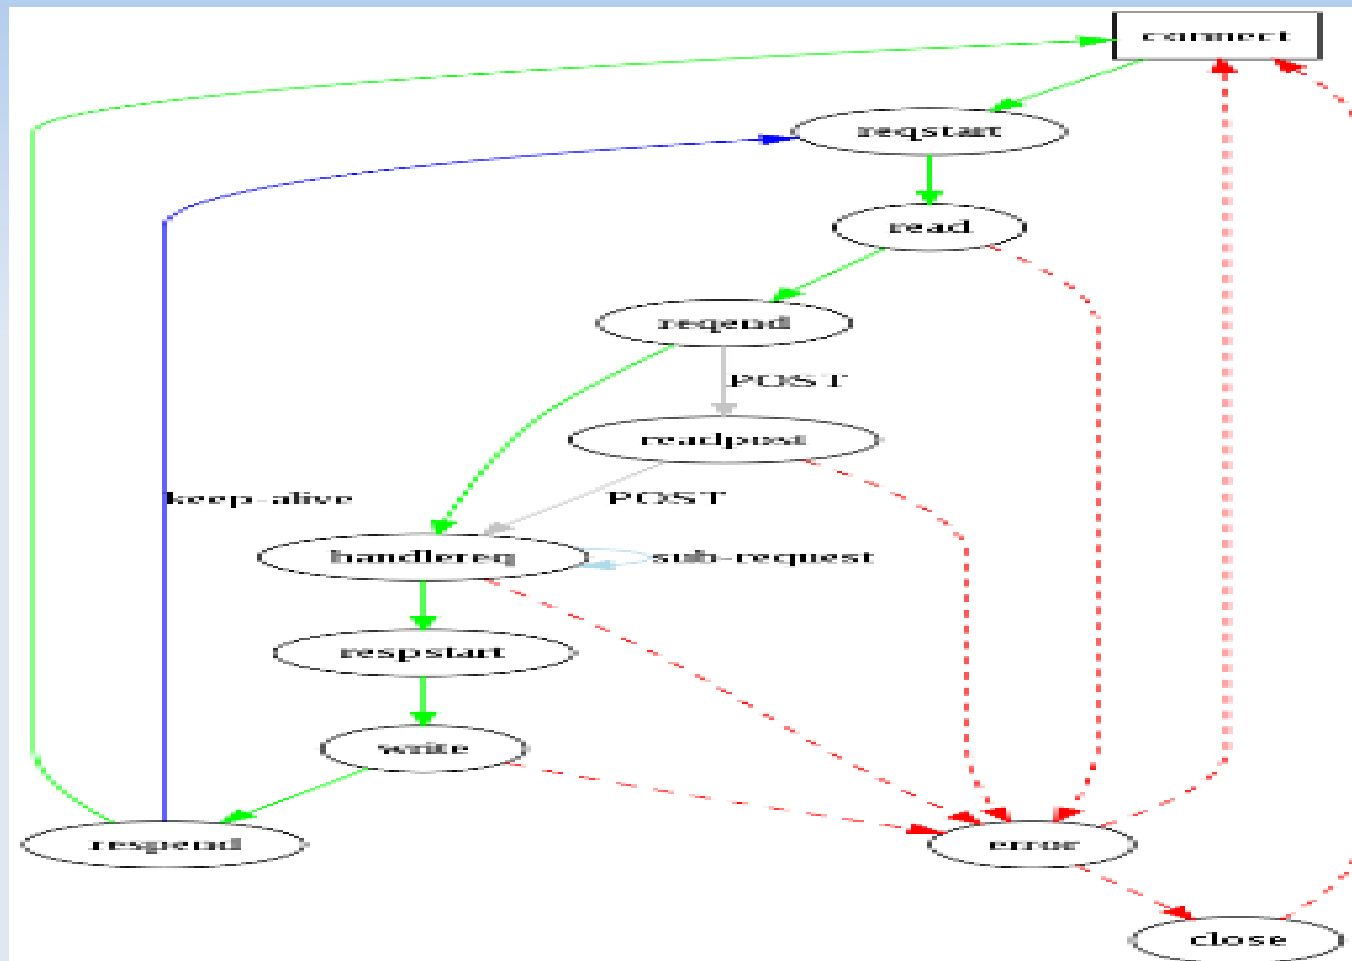 connect
reqstart
read
reqend
POST
readpost
keep-alive
POST
handlereq
sub-request
respstart
write
respend
error
close